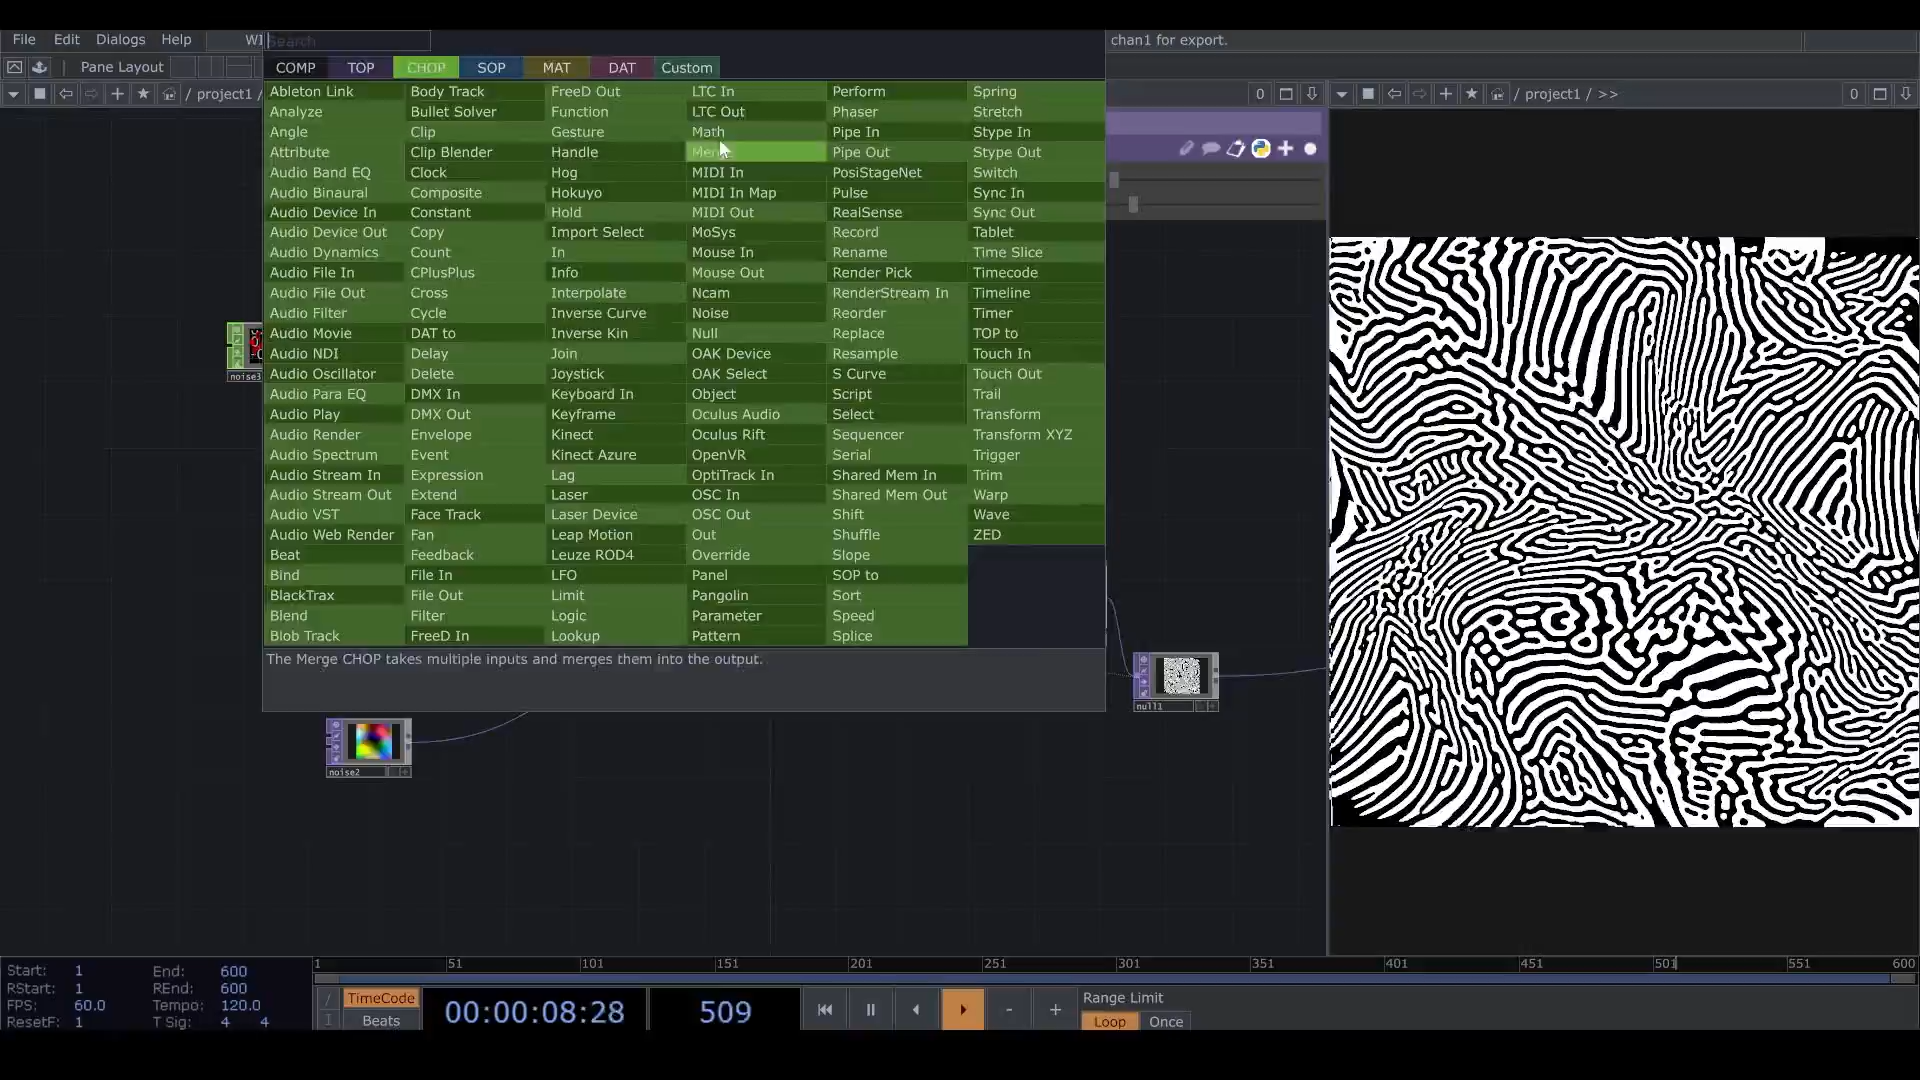 File Edit Dialogs Help WI Search chan1 for export.
Pane Layout COMP TOP CHOP SOP MAT DAT Custom
/ project1 / 0 / project1 / >> 0
Ableton Link Body Track FreeD Out LTC In Perform Spring
Analyze Bullet Solver Function LTC Out Phaser Stretch
Angle Clip Gesture Math Pipe In Stype In
Attribute Clip Blender Handle Pipe Out Stype Out
Audio Band EQ Clock Hog MIDI In PosiStageNet Switch
Audio Binaural Composite Hokuyo MIDI In Map Pulse Sync In
Audio Device In Constant Hold MIDI Out RealSense Sync Out
Audio Device Out Copy Import Select MoSys Record Tablet
Audio Dynamics Count In Mouse In Rename Time Slice
Audio File In CPlusPlus Info Mouse Out Render Pick Timecode
Audio File Out Cross Interpolate Ncam RenderStream In Timeline
Audio Filter Cycle Inverse Curve Noise Reorder Timer
Audio Movie DAT to Inverse Kin Null Replace TOP to
Audio NDI Delay Join OAK Device Resample Touch In
Audio Oscillator Delete Joystick OAK Select S Curve Touch Out
Audio Para EQ DMX In Keyboard In Object Script Trail
Audio Play DMX Out Keyframe Oculus Audio Select Transform
Audio Render Envelope Kinect Oculus Rift Sequencer Transform XYZ
Audio Spectrum Event Kinect Azure OpenVR Serial Trigger
Audio Stream In Expression Lag OptiTrack In Shared Mem In Trim
Audio Stream Out Extend Laser OSC In Shared Mem Out Warp
Audio VST Face Track Laser Device OSC Out Shift Wave
Audio Web Render Fan Leap Motion Out Shuffle ZED
Beat Feedback Leuze ROD4 Override Slope
Bind File In LFO Panel SOP to
BlackTrax File Out Limit Pangolin Sort
Blend Filter Logic Parameter Speed
Blob Track FreeD In Lookup Pattern Splice
The Merge CHOP takes multiple inputs and merges them into the output.
noise3
null1
noise2
1 51 101 151 201 251 301 351 401 451 501 551 600
Start: 1 End: 600
RStart: 1 REnd: 600
FPS: 60.0 Tempo: 120.0
ResetF: 1 T Sig: 4 4
TimeCode
Beats
00:00:08:28 509
Range Limit
Loop Once